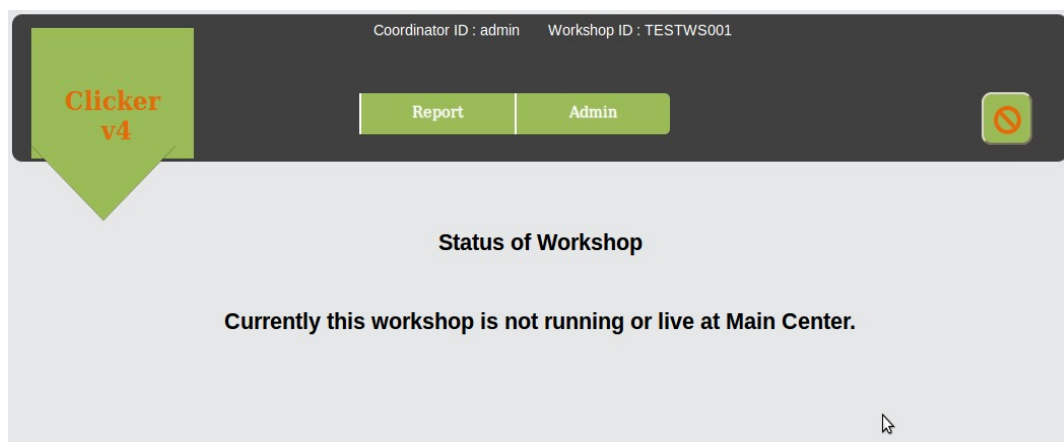 Coordinator ID : admin Workshop ID : TESTWS001
Clicker
v4
Report Admin
Status of Workshop
Currently this workshop is not running or live at Main Center.